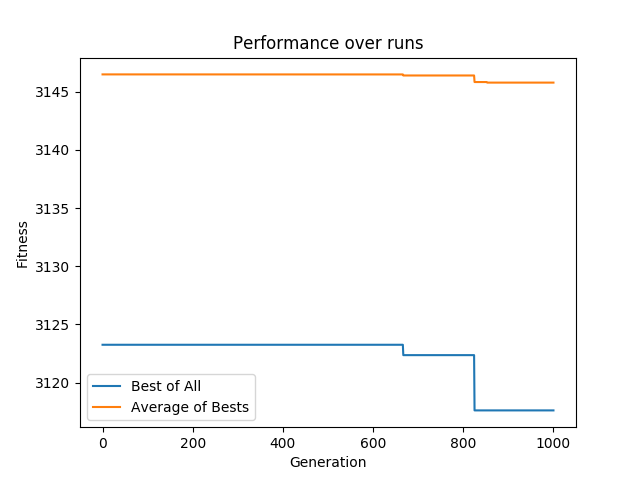 Performance over runs
Fitness
3145
3140
3135
3130
3125
3120
Best of All
Average of Bests
0 200 400 600 800 1000
Generation